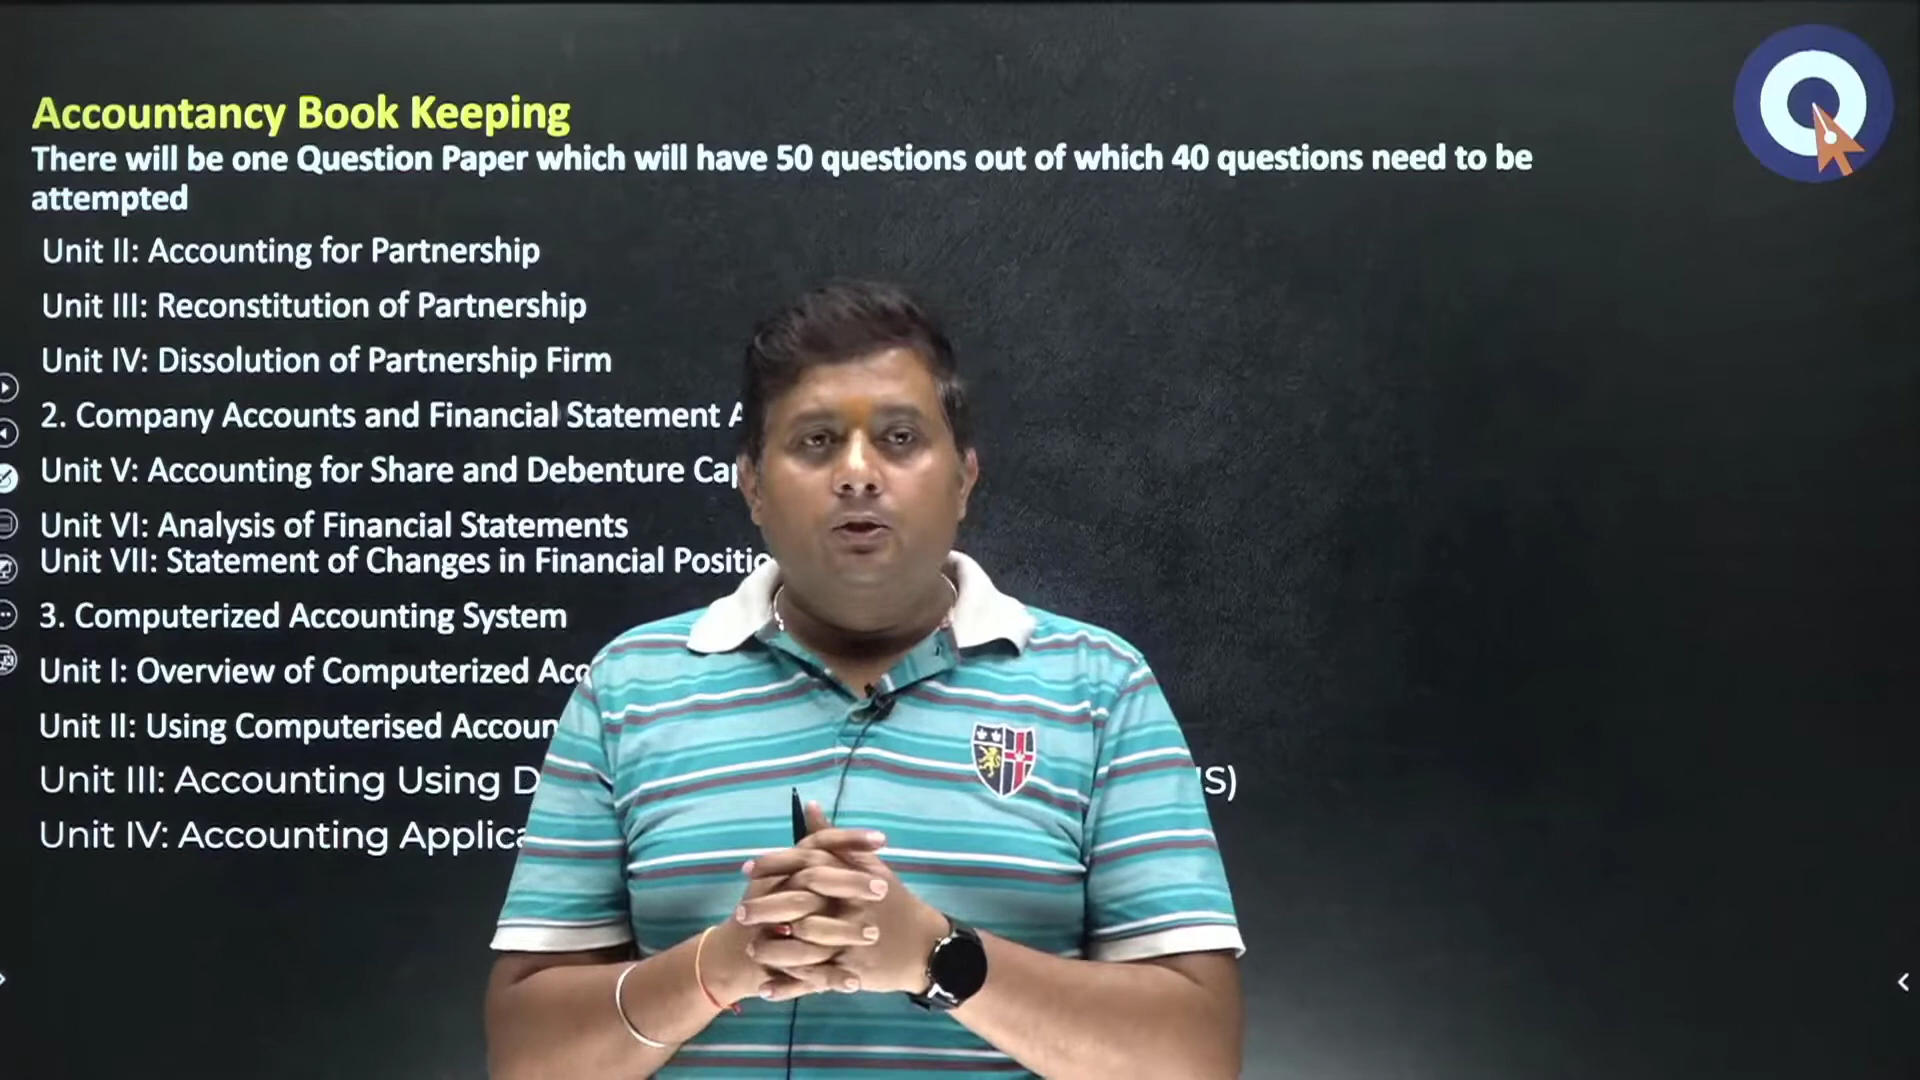 Accountancy Book Keeping
There will be one Question Paper which will have 50 questions out of which 40 questions need to be
attempted
Unit II: Accounting for Partnership
Unit III: Reconstitution of Partnership
Unit IV: Dissolution of Partnership Firm
2. Company Accounts and Financial Statement
Unit V: Accounting for Share and Debenture
Unit VI: Analysis of Financial Statements
Unit VII: Statement of Changes in Financial
3. Computerized Accounting System
Unit I: Overview of Computerized
Unit II: Using Computerised
Unit III: Accounting Using
Unit IV: Accounting